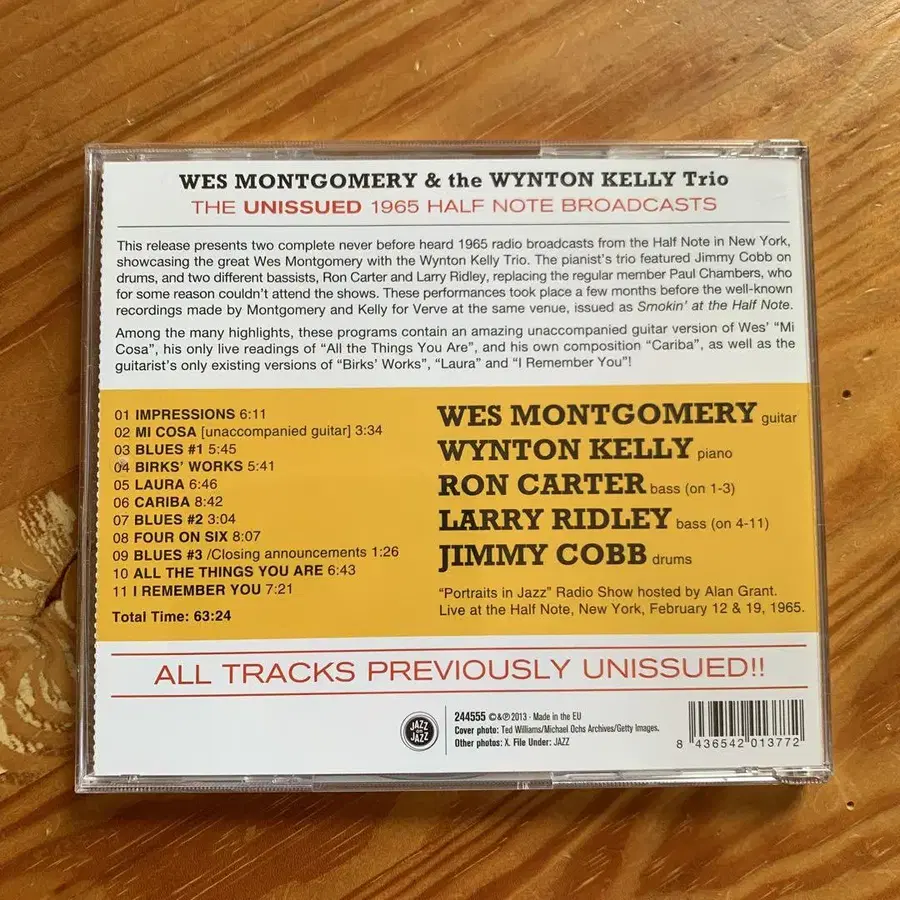 WES MONTGOMERY & the WYNTON KELLY Trio
THE UNISSUED 1965 HALF NOTE BROADCASTS
This release presents two complete never before heard 1965 radio broadcasts from the Half Note in New York,
showcasing the great Wes Montgomery with the Wynton Kelly Trio. The pianist's trio featured Jimmy Cobb on
drums, and two different bassists, Ron Carter and Larry Ridley, replacing the regular member Paul Chambers, who
for some reason couldn't attend the shows. These performances took place a few months before the well-known
recordings made by Montgomery and Kelly for Verve at the same venue, issued as Smokin' at the Half Note.
Among the many highlights, these programs contain an amazing unaccompanied guitar version of Wes' “Mi
Cosa”, his only live readings of “All the Things You Are”, and his own composition “Cariba”, as well as the
guitarist's only existing versions of “Birks' Works”, “Laura” and “I Remember You”!
01 IMPRESSIONS 6:11
02 MI COSA [unaccompanied guitar] 3:34
03 BLUES #1 5:45
04 BIRKS' WORKS 5:41
05 LAURA 6:46
06 CARIBA 8:42
07 BLUES #2 3:04
08 FOUR ON SIX 8:07
09 BLUES #3 /Closing announcements 1:26
10 ALL THE THINGS YOU ARE 6:43
11 I REMEMBER YOU 7:21
Total Time: 63:24
WES MONTGOMERY guitar
WYNTON KELLY piano
RON CARTER bass (on 1-3)
LARRY RIDLEY bass (on 4-11)
JIMMY COBB drums
“Portraits in Jazz” Radio Show hosted by Alan Grant.
Live at the Half Note, New York, February 12 & 19, 1965.
ALL TRACKS PREVIOUSLY UNISSUED!!
JAZZ
ON
JAZZ
244555 ©&℗ 2013 · Made in the EU
Cover photo: Ted Williams/Michael Ochs Archives/Getty Images.
Other photos: X. File Under: JAZZ
8 436542 013772